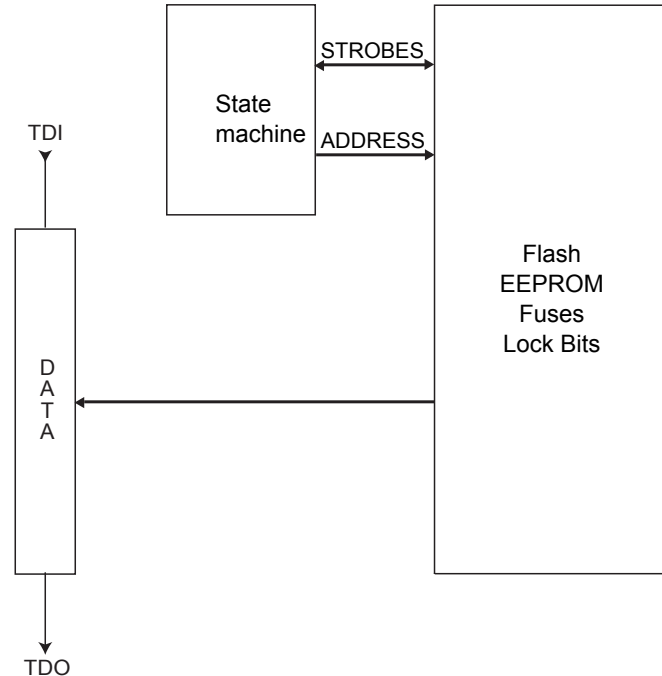 STROBES
State
machine
ADDRESS
TDI
Flash
EEPROM
Fuses
Lock Bits
D
A
T
A
TDO